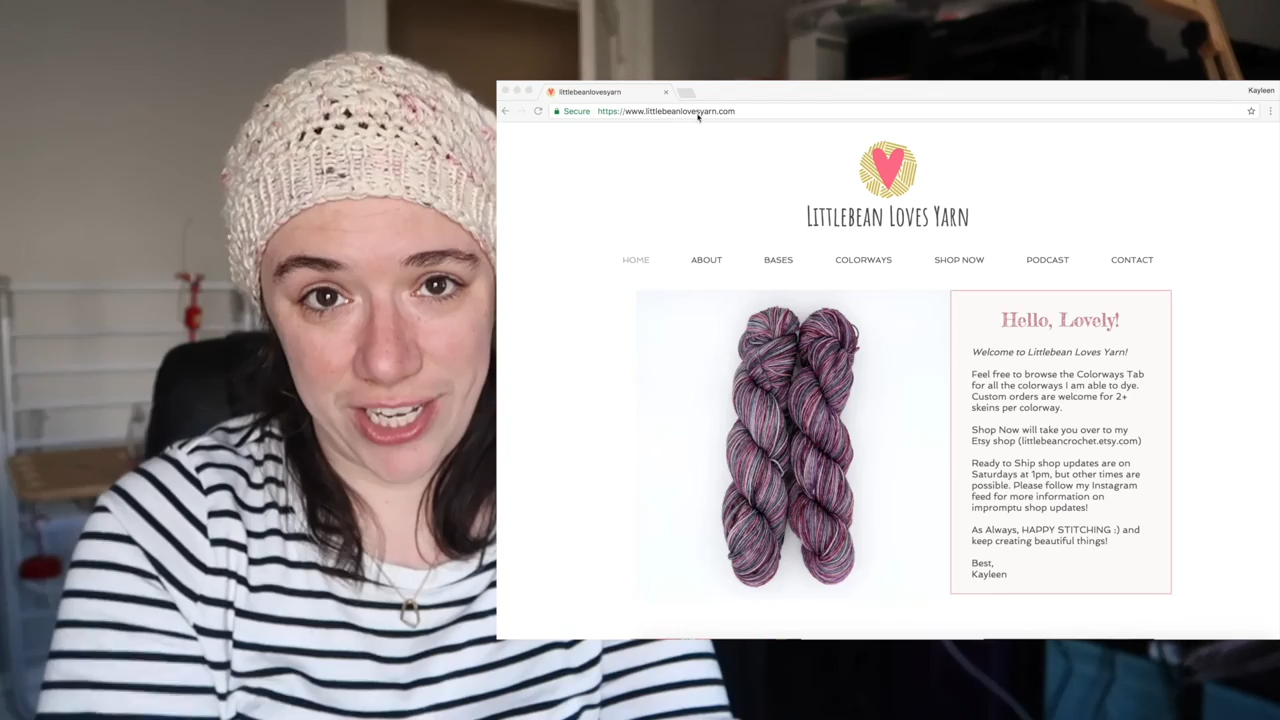 littlebeanlovesyarn
Kayleen
Secure https://www.littlebeanlovesyarn.com
LITTLEBEAN LOVES YARN
HOME ABOUT BASES COLORWAYS SHOP NOW PODCAST CONTACT
Hello, Lovely!
Welcome to Littlebean Loves Yarn!
Feel free to browse the Colorways Tab
for all the colorways I am able to dye.
Custom orders are welcome for 2+
skeins per colorway.
Shop Now will take you over to my
Etsy shop (littlebeancrochet.etsy.com)
Ready to Ship shop updates are on
Saturdays at 1pm, but other times are
possible. Please follow my Instagram
feed for more information on
impromptu shop updates!
As Always, HAPPY STITCHING :) and
keep creating beautiful things!
Best,
Kayleen